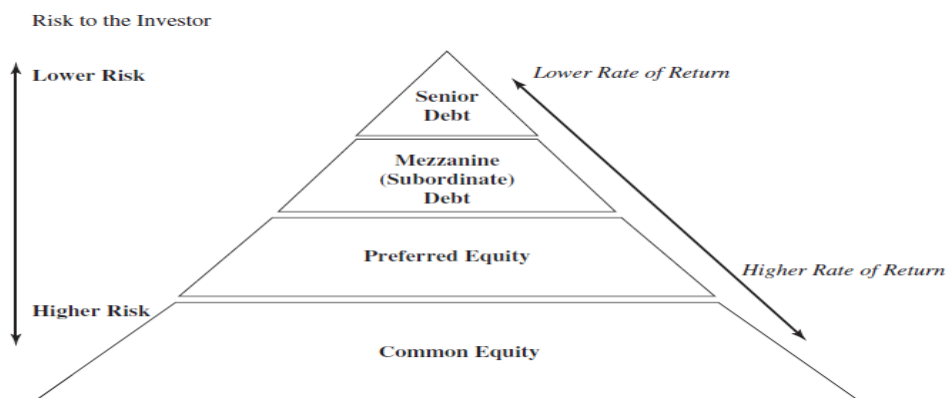 Risk to the Investor
Lower Risk
Lower Rate of Return
Senior
Debt
Mezzanine
(Subordinate)
Debt
Preferred Equity
Higher Rate of Return
Higher Risk
Common Equity